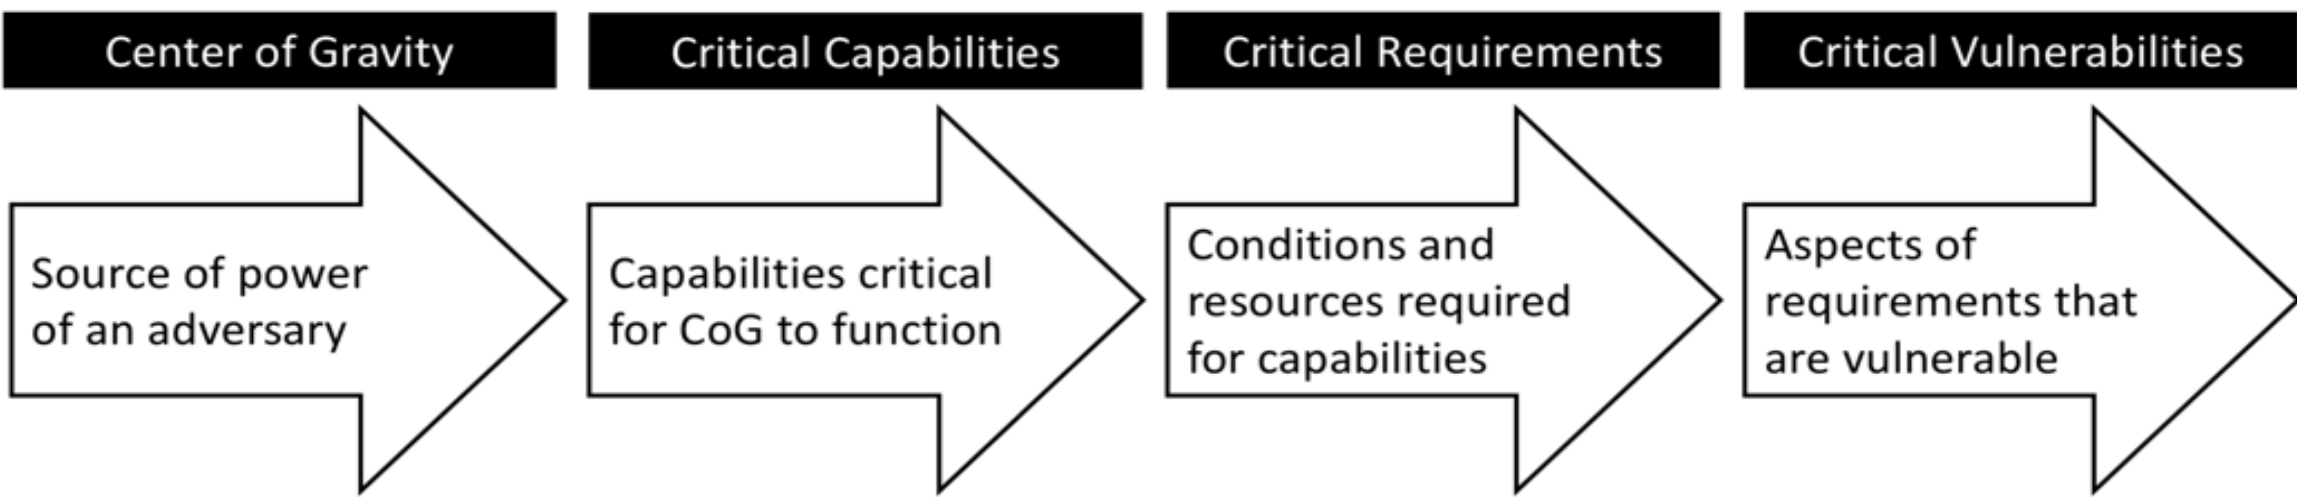 Center of Gravity
Critical Capabilities
Critical Requirements
Critical Vulnerabilities
Source of power
of an adversary
Capabilities critical
for CoG to function
Conditions and
resources required
for capabilities
Aspects of
requirements that
are vulnerable